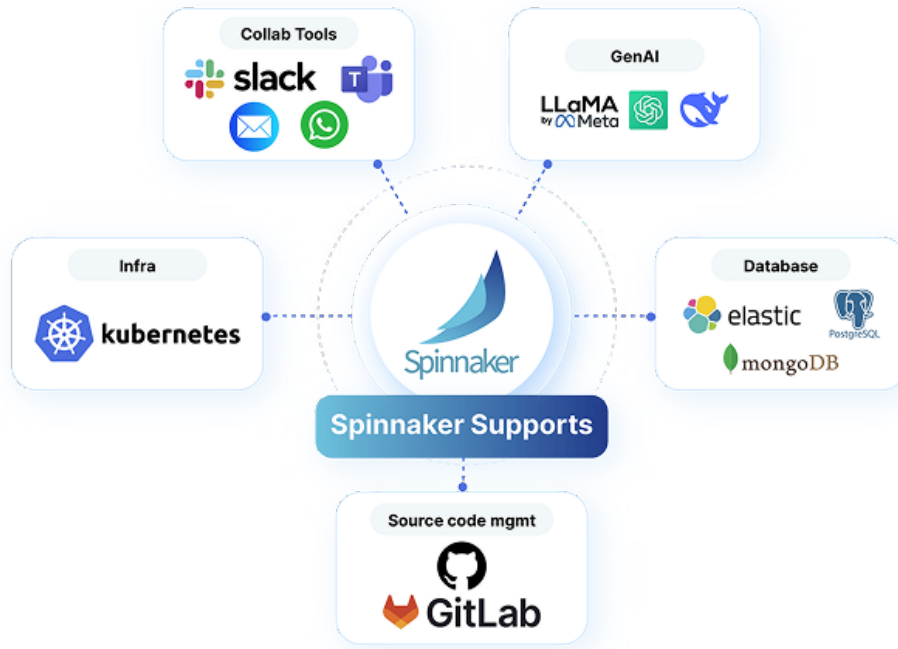 Collab Tools
slack
T
GenAI
LLaMA
by Meta
Infra
kubernetes
Spinnaker
Database
elastic
PostgreSQL
mongoDB
Spinnaker Supports
Source code mgmt
GitLab